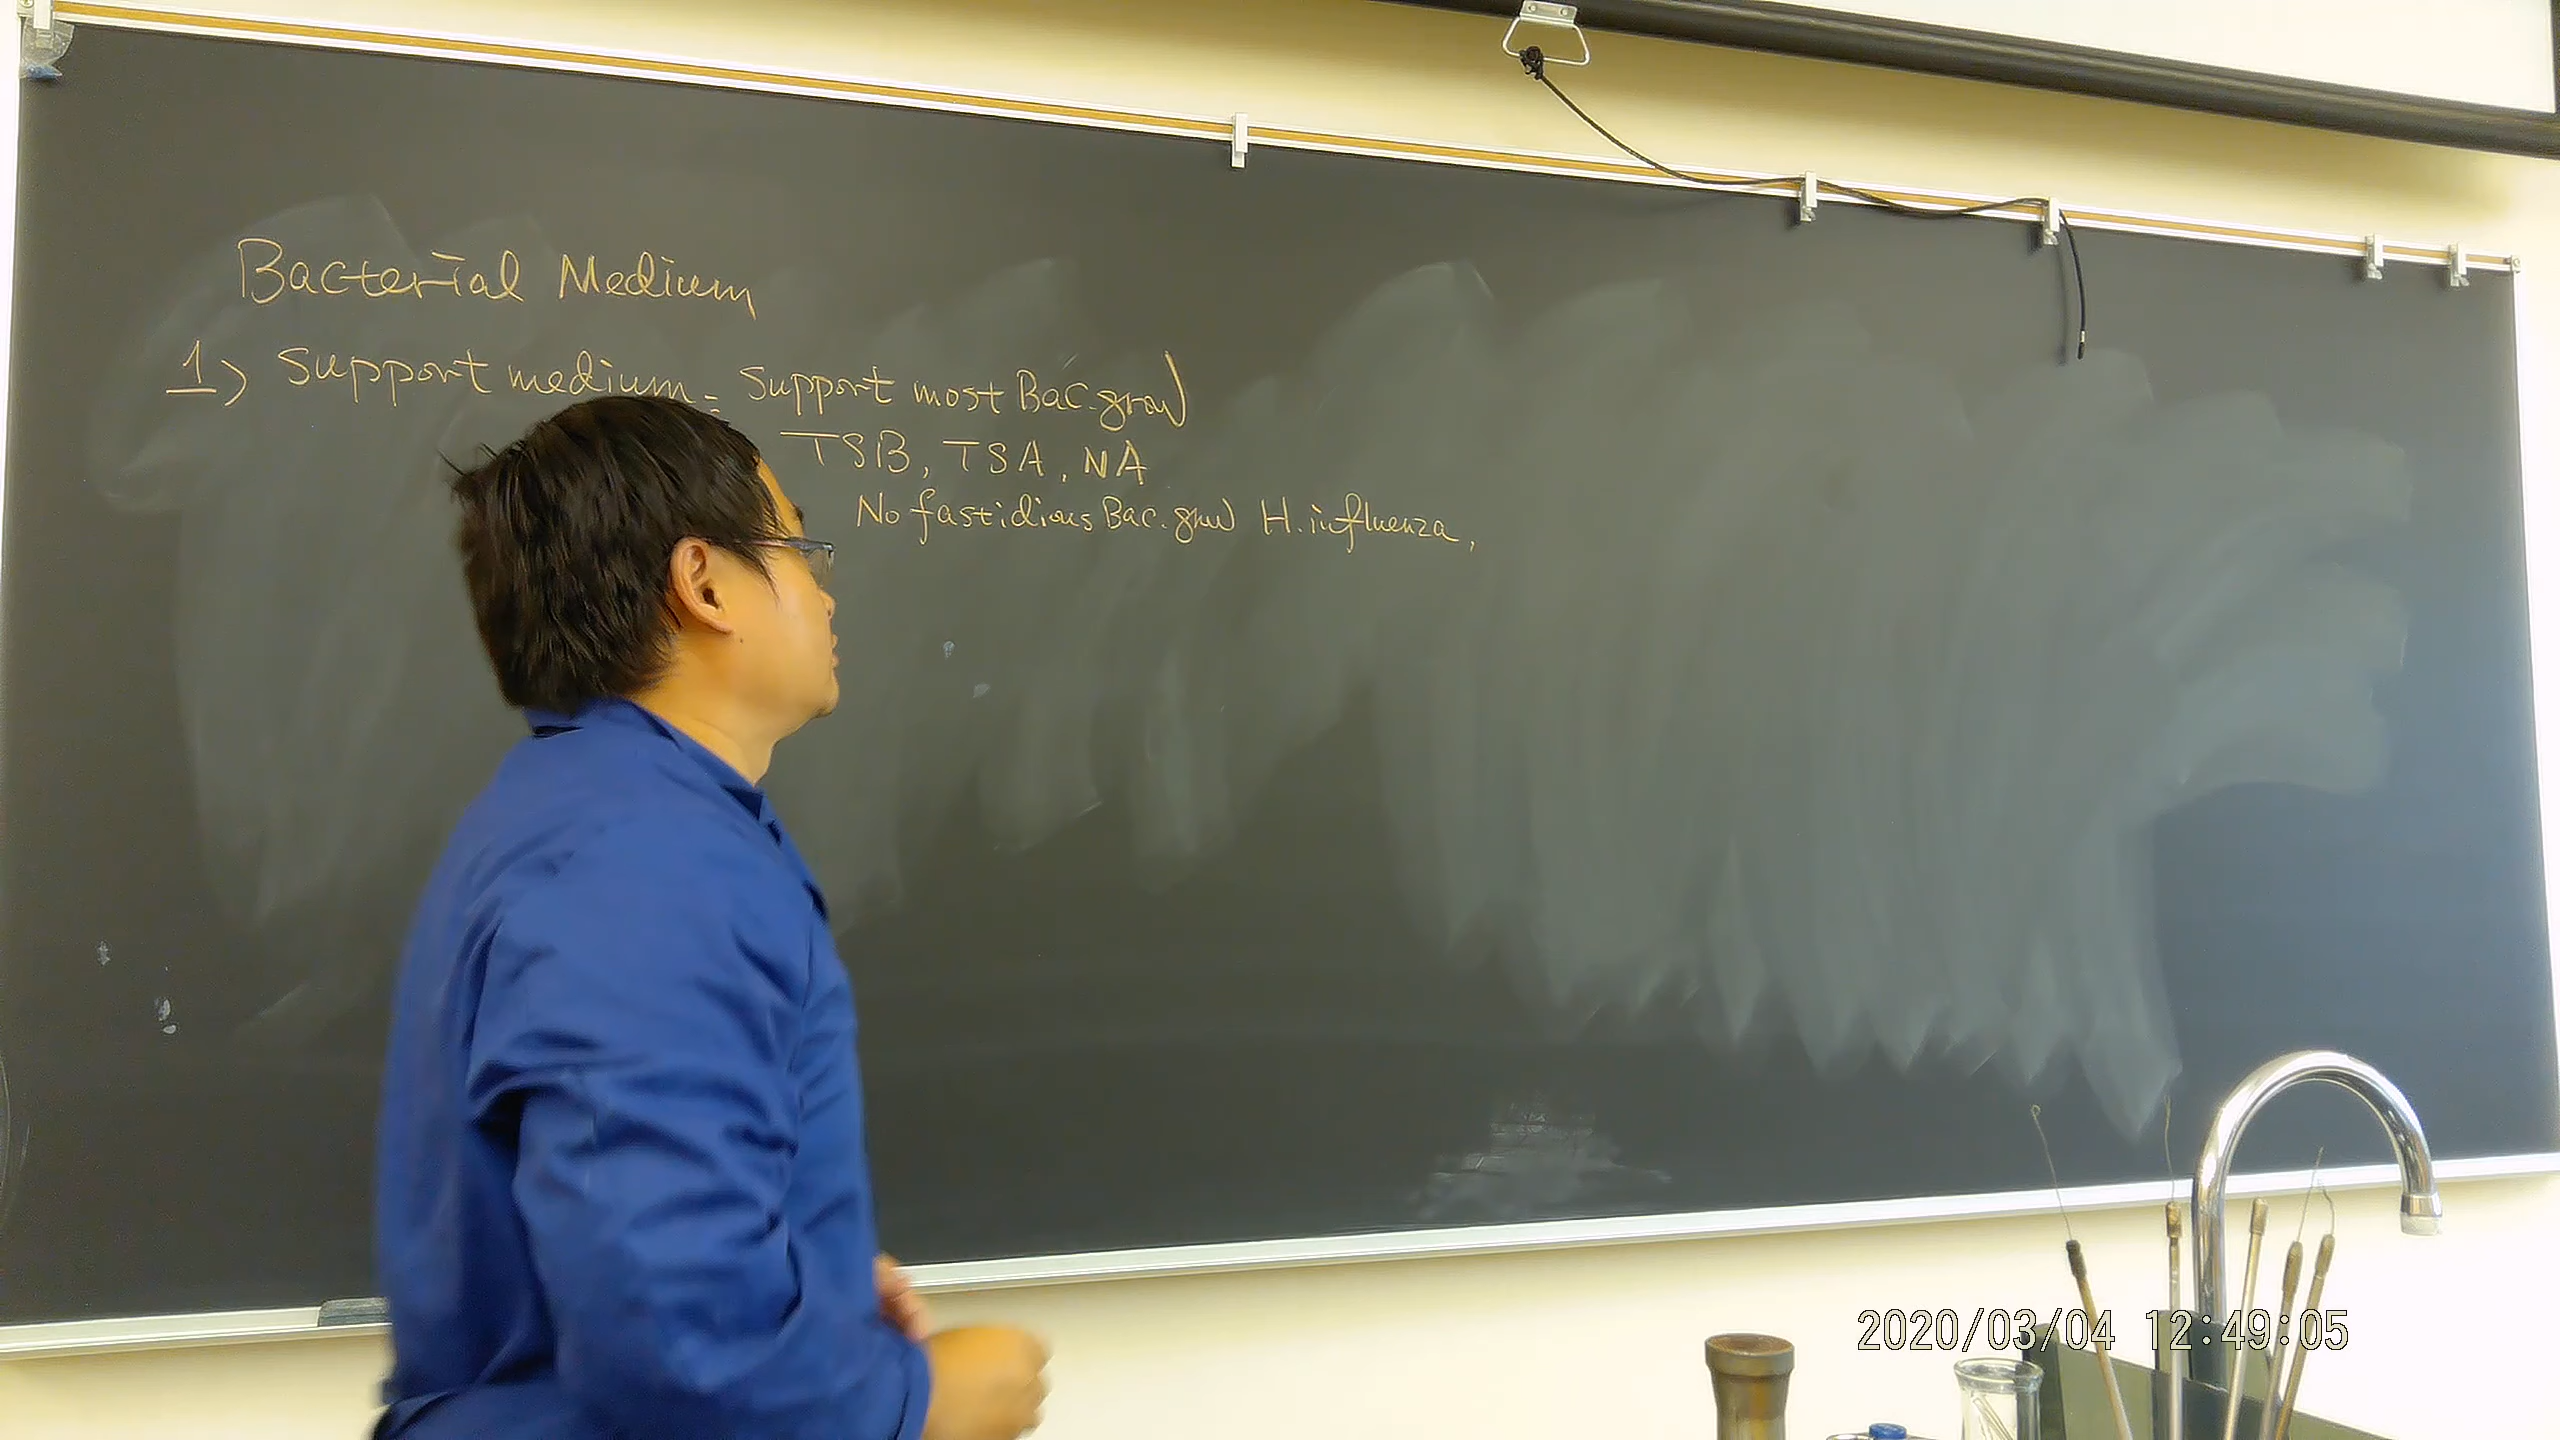 Bacterial Medium
1) Support medium = Support most Bac. grow
TSB, TSA, NA
No fastidious Bac. grow H. influenza,
2020/03/04 12:49:05